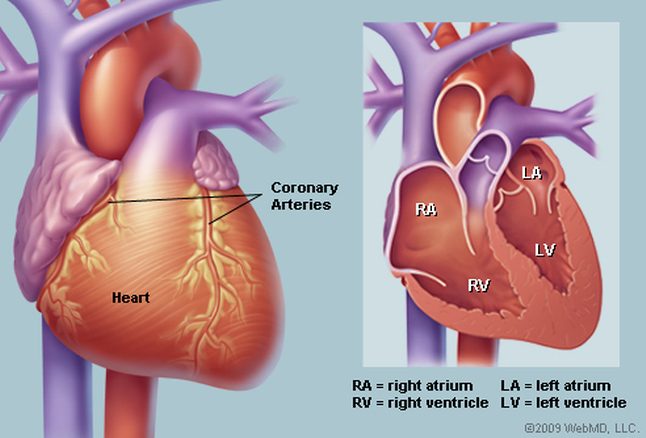 Coronary
Arteries
Heart
RA
LA
LV
RV
RA = right atrium LA = left atrium
RV = right ventricle LV = left ventricle
©2009 WebMD, LLC.